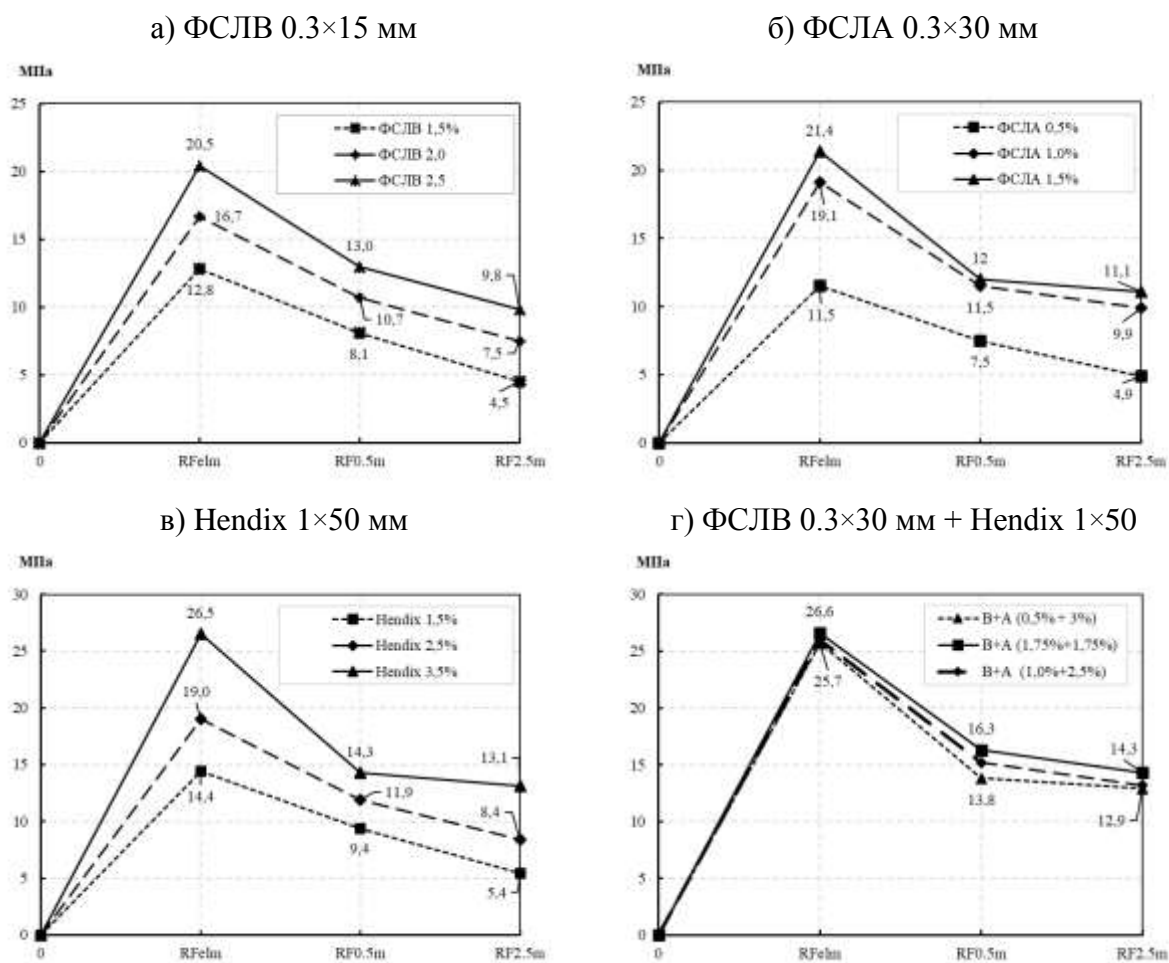 а) ФСЛВ 0.3×15 мм
МПа
25
20
15
10
5
0
ФСЛВ 1,5%
ФСЛВ 2,0
ФСЛВ 2,5
20,5
16,7
12,8
13,0
10,7
8,1
9,8
7,5
4,5
0
RFelm
RF0.5m
RF2.5m
б) ФСЛА 0.3×30 мм
МПа
25
20
15
10
5
0
ФСЛА 0.5%
ФСЛА 1.0%
ФСЛА 1,5%
21,4
19,1
11,5
12
11,5
7,5
11,1
9,9
4,9
0
RFelm
RF0.5m
RF2.5m
в) Hendix 1×50 мм
МПа
30
25
20
15
10
5
0
Hendix 1,5%
Hendix 2,5%
Hendix 3,5%
26,5
19,0
14,4
14,3
11,9
9,4
13,1
8,4
5,4
0
RFelm
RF0.5m
RF2.5m
г) ФСЛВ 0.3×30 мм + Hendix 1×50
МПа
30
25
20
15
10
5
0
B+A (0.5% + 3%)
B+A (1,75%+1,75%)
B+A (1.0%+2,5%)
26,6
25,7
16,3
13,8
14,3
12,9
0
RFelm
RF0.5m
RF2.5m